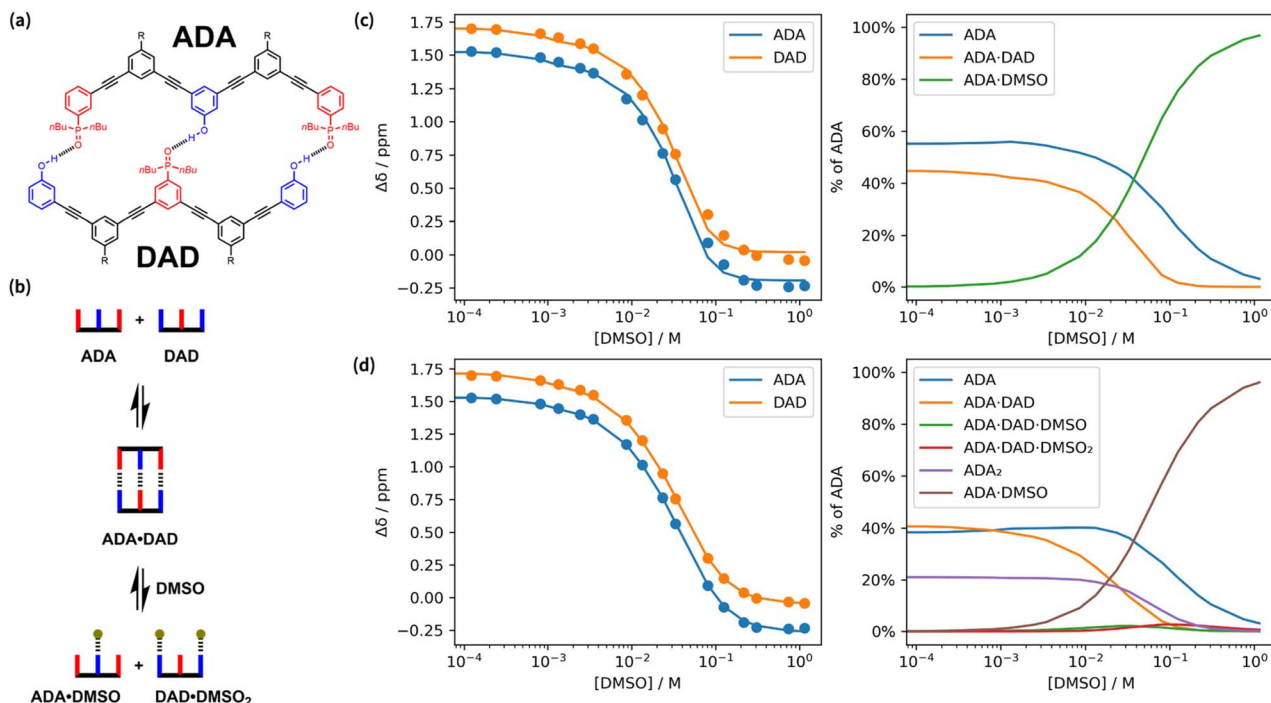 (a)
ADA
R R
nBu P nBu
O
H
O
nBu P nBu
O
H
O
O
nBu P nBu
H
O
R R
DAD
(b)
ADA + DAD
ADA•DAD
DMSO
ADA•DMSO + DAD•DMSO₂
(c)
Δδ / ppm
1.75
1.50
1.25
1.00
0.75
0.50
0.25
0.00
−0.25
ADA
DAD
10⁻⁴ 10⁻³ 10⁻² 10⁻¹ 10⁰
[DMSO] / M
% of ADA
100%
80%
60%
40%
20%
0%
ADA
ADA·DAD
ADA·DMSO
10⁻⁴ 10⁻³ 10⁻² 10⁻¹ 10⁰
[DMSO] / M
(d)
Δδ / ppm
1.75
1.50
1.25
1.00
0.75
0.50
0.25
0.00
−0.25
ADA
DAD
10⁻⁴ 10⁻³ 10⁻² 10⁻¹ 10⁰
[DMSO] / M
% of ADA
100%
80%
60%
40%
20%
0%
ADA
ADA·DAD
ADA·DAD·DMSO
ADA·DAD·DMSO₂
ADA₂
ADA·DMSO
10⁻⁴ 10⁻³ 10⁻² 10⁻¹ 10⁰
[DMSO] / M